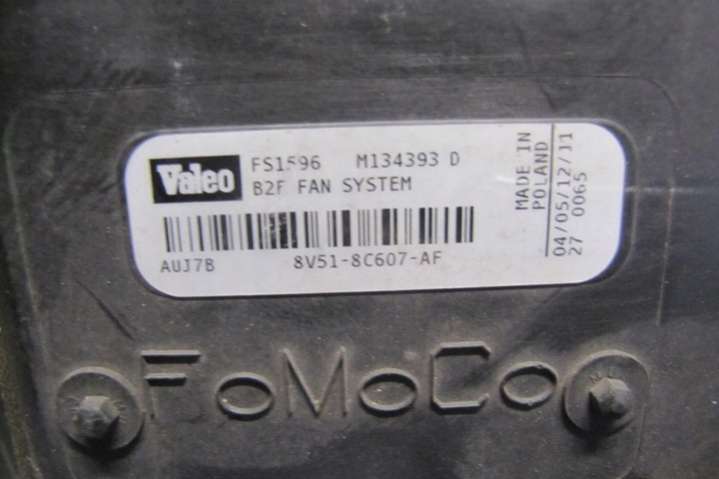 Valeo
FS1596 M134393 D
B2F FAN SYSTEM
AUJ7B 8V51-8C607-AF
MADE IN
POLAND
04/05/12/11
27 0065
FoMoCo